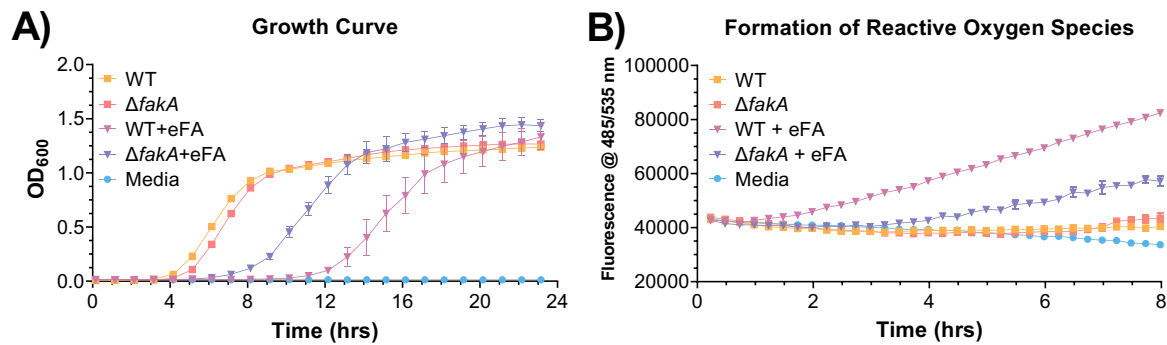 A)
Growth Curve
2.0
1.5
1.0
0.5
0.0
OD600
WT
ΔfakA
WT+eFA
ΔfakA+eFA
Media
0 4 8 12 16 20 24
Time (hrs)
B)
Formation of Reactive Oxygen Species
100000
80000
60000
40000
20000
Fluorescence @ 485/535 nm
WT
ΔfakA
WT + eFA
ΔfakA + eFA
Media
0 2 4 6 8
Time (hrs)